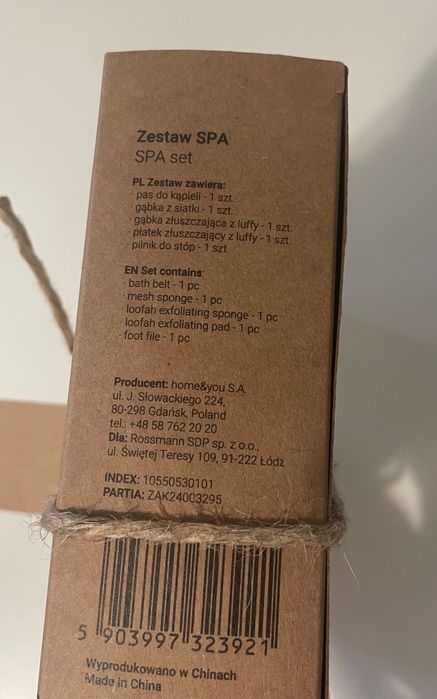 Zestaw SPA
SPA set
PL Zestaw zawiera:
· pas do kąpieli - 1 szt.
· gąbka z siatki - 1 szt.
· gąbka złuszczająca z luffy - 1 szt.
· płatek złuszczający z luffy - 1 szt.
· pilnik do stóp - 1 szt
EN Set contains:
· bath belt - 1 pc
· mesh sponge - 1 pc
· loofah exfoliating sponge - 1 pc
· loofah exfoliating pad - 1 pc
· foot file - 1 pc
Producent: home&you S.A.
ul. J. Słowackiego 224,
80-298 Gdańsk, Poland
tel.: +48 58 762 20 20
Dla: Rossmann SDP sp. z o.o.,
ul. Świętej Teresy 109, 91-222 Łódź
INDEX: 10550530101
PARTIA: ZAK24003295
5 903997 323921
Wyprodukowano w Chinach
Made in China